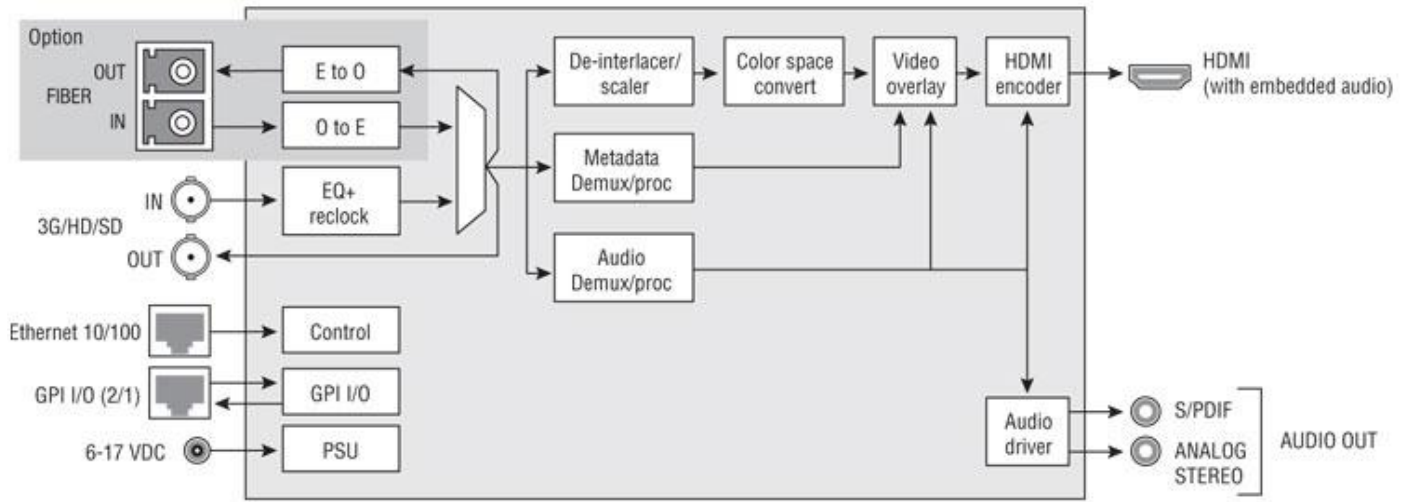 Option
OUT
FIBER
IN
E to O
O to E
IN
3G/HD/SD
OUT
EQ+
reclock
Ethernet 10/100
Control
GPI I/O (2/1)
GPI I/O
6-17 VDC
PSU
De-interlacer/
scaler
Color space
convert
Video
overlay
HDMI
encoder
HDMI
(with embedded audio)
Metadata
Demux/proc
Audio
Demux/proc
Audio
driver
S/PDIF
ANALOG
STEREO
AUDIO OUT